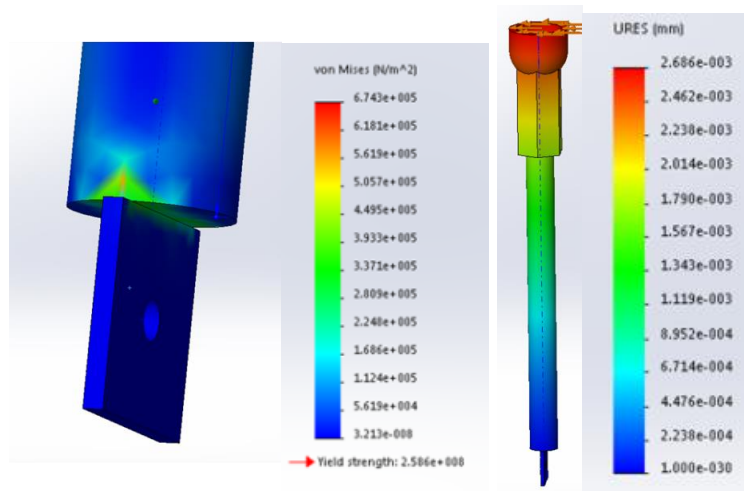 von Mises (N/m^2)
6.743e+005
6.181e+005
5.619e+005
5.057e+005
4.495e+005
3.933e+005
3.371e+005
2.809e+005
2.248e+005
1.686e+005
1.124e+005
5.619e+004
3.213e-008
Yield strength: 2.586e+008
URES (mm)
2.686e-003
2.462e-003
2.238e-003
2.014e-003
1.790e-003
1.567e-003
1.343e-003
1.119e-003
8.952e-004
6.714e-004
4.476e-004
2.238e-004
1.000e-030